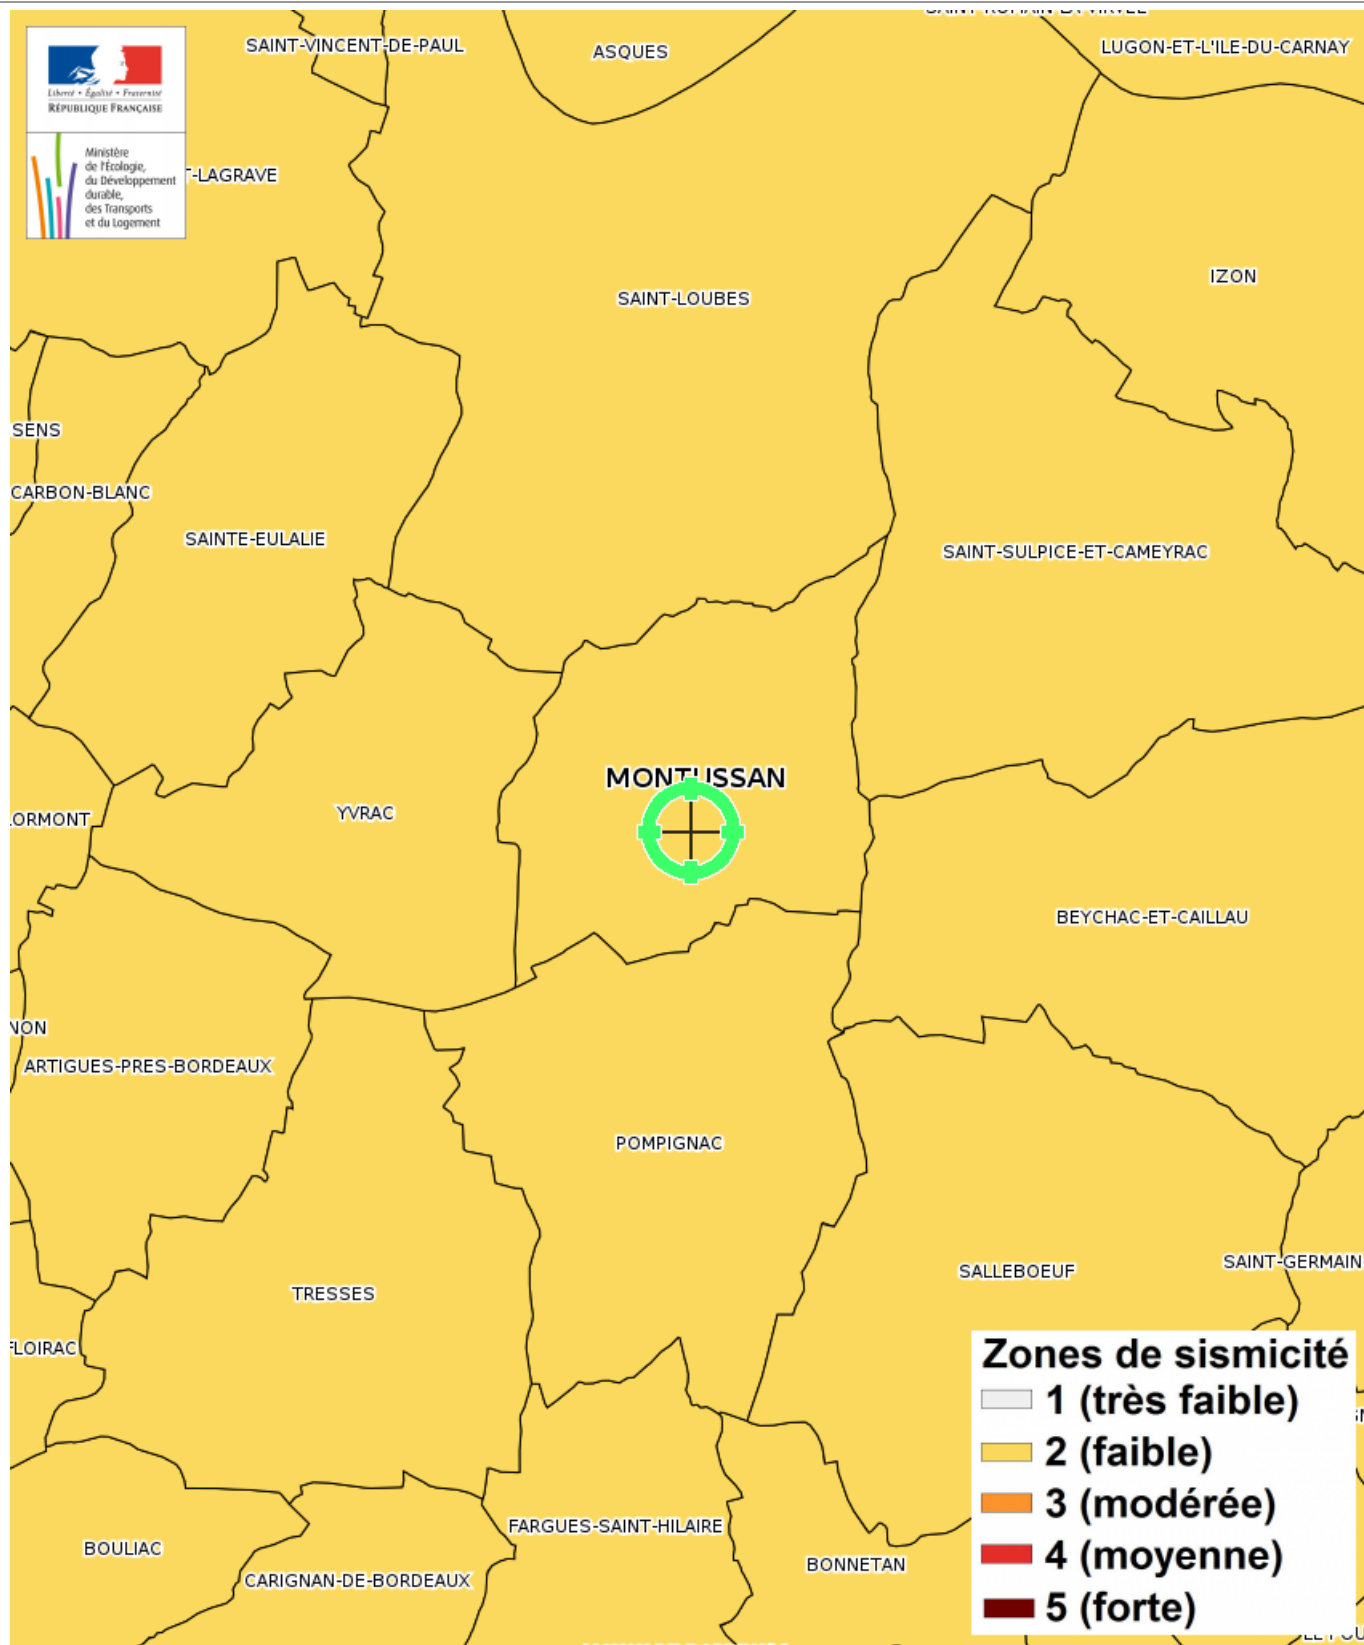 SAINT-VINCENT-DE-PAUL
ASQUES
LUGON-ET-L'ILE-DU-CARNAY
Liberté • Égalité • Fraternité
RÉPUBLIQUE FRANÇAISE
Ministère
de l'Écologie,
du Développement
durable,
des Transports
et du Logement
T-LAGRAVE
IZON
SAINT-LOUBES
SENS
CARBON-BLANC
SAINTE-EULALIE
SAINT-SULPICE-ET-CAMEYRAC
MONTUSSAN
YVRAC
ORMONT
BEYCHAC-ET-CAILLAU
NON
ARTIGUES-PRES-BORDEAUX
POMPIGNAC
SALLEBOEUF
SAINT-GERMAIN
TRESSES
FLOIRAC
Zones de sismicité
1 (très faible)
2 (faible)
3 (modérée)
4 (moyenne)
5 (forte)
FARGUES-SAINT-HILAIRE
BOULIAC
BONNETAN
CARIGNAN-DE-BORDEAUX